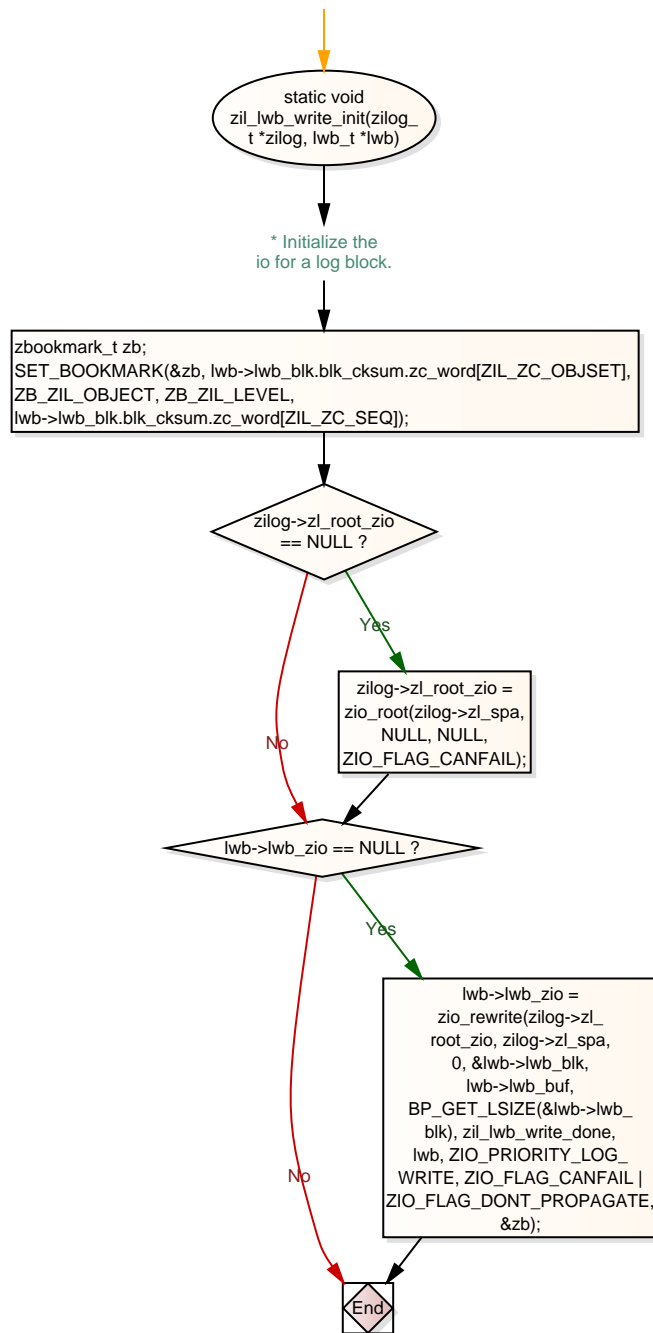 static void
zil_lwb_write_init(zilog_
t *zilog, lwb_t *lwb)
* Initialize the
io for a log block.
zbookmark_t zb;
SET_BOOKMARK(&zb, lwb->lwb_blk.blk_cksum.zc_word[ZIL_ZC_OBJSET],
ZB_ZIL_OBJECT, ZB_ZIL_LEVEL,
lwb->lwb_blk.blk_cksum.zc_word[ZIL_ZC_SEQ]);
zilog->zl_root_zio
== NULL ?
Yes
zilog->zl_root_zio =
zio_root(zilog->zl_spa,
NULL, NULL,
ZIO_FLAG_CANFAIL);
No
lwb->lwb_zio == NULL ?
Yes
lwb->lwb_zio =
zio_rewrite(zilog->zl_
root_zio, zilog->zl_spa,
0, &lwb->lwb_blk,
lwb->lwb_buf,
BP_GET_LSIZE(&lwb->lwb_
blk), zil_lwb_write_done,
lwb, ZIO_PRIORITY_LOG_
WRITE, ZIO_FLAG_CANFAIL |
ZIO_FLAG_DONT_PROPAGATE,
&zb);
No
End